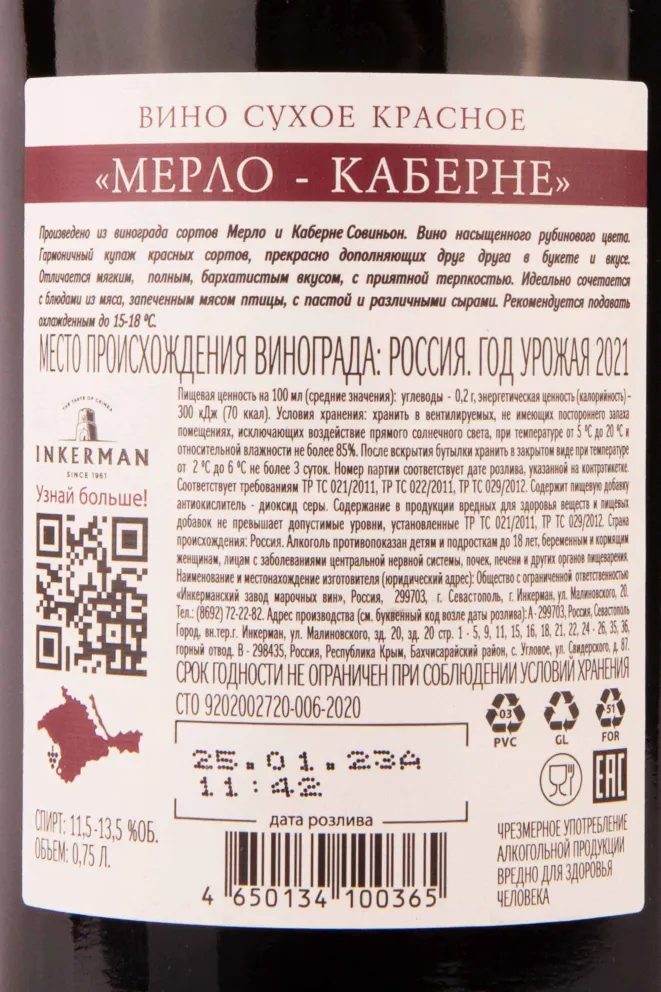 ВИНО СУХОЕ КРАСНОЕ
«МЕРЛО - КАБЕРНЕ»
Произведено из винограда сортов Мерло и Каберне Совиньон. Вино насыщенного рубинового цвета.
Гармоничный купаж красных сортов, прекрасно дополняющих друг друга в букете и вкусе.
Отличается мягким, полным, бархатистым вкусом, с приятной терпкостью. Идеально сочетается
с блюдами из мяса, запеченным мясом птицы, с пастой и различными сырами. Рекомендуется подавать
охлажденным до 15-18 °С.
МЕСТО ПРОИСХОЖДЕНИЯ ВИНОГРАДА: РОССИЯ. ГОД УРОЖАЯ 2021
THE TASTE OF CRIMEA
INKERMAN
SINCE 1961
Узнай больше!
Пищевая ценность на 100 мл (средние значения): углеводы - 0,2 г, энергетическая ценность (калорийность) -
300 кДж (70 ккал). Условия хранения: хранить в вентилируемых, не имеющих постороннего запаха
помещениях, исключающих воздействие прямого солнечного света, при температуре от 5 °С до 20 °С и
относительной влажности не более 85%. После вскрытия бутылки хранить в закрытом виде при температуре
от 2 °С до 6 °С не более 3 суток. Номер партии соответствует дате розлива, указанной на контрэтикетке.
Соответствует требованиям ТР ТС 021/2011, ТР ТС 022/2011, ТР ТС 029/2012. Содержит пищевую добавку
антиокислитель - диоксид серы. Содержание в продукции вредных для здоровья веществ и пищевых
добавок не превышает допустимые уровни, установленные ТР ТС 021/2011, ТР ТС 029/2012. Страна
происхождения: Россия. Алкоголь противопоказан детям и подросткам до 18 лет, беременным и кормящим
женщинам, лицам с заболеваниями центральной нервной системы, почек, печени и других органов пищеварения.
Наименование и местонахождение изготовителя (юридический адрес): Общество с ограниченной ответственностью
«Инкерманский завод марочных вин», Россия, 299703, г. Севастополь, г. Инкерман, ул. Малиновского, 20.
Тел.: (8692) 72-22-82. Адрес производства (см. буквенный код возле даты розлива): А - 299703, Россия, Севастополь
Город, вн.тер.г. Инкерман, ул. Малиновского, зд. 20, зд. 20 стр. 1 - 5, 9, 11, 15, 16, 18, 21, 22, 24 - 26, 35, 36,
горный отвод. В - 298435, Россия, Республика Крым, Бахчисарайский район, с. Угловое, ул. Свидерского, д. 87.
СРОК ГОДНОСТИ НЕ ОГРАНИЧЕН ПРИ СОБЛЮДЕНИИ УСЛОВИЙ ХРАНЕНИЯ
СТО 9202002720-006-2020
25.01.23А
11:42
дата розлива
03
PVC
GL
51
FOR
EAC
СПИРТ: 11,5-13,5 %ОБ.
ОБЪЕМ: 0,75 Л.
4 650134 100365
ЧРЕЗМЕРНОЕ УПОТРЕБЛЕНИЕ
АЛКОГОЛЬНОЙ ПРОДУКЦИИ
ВРЕДНО ДЛЯ ЗДОРОВЬЯ
ЧЕЛОВЕКА